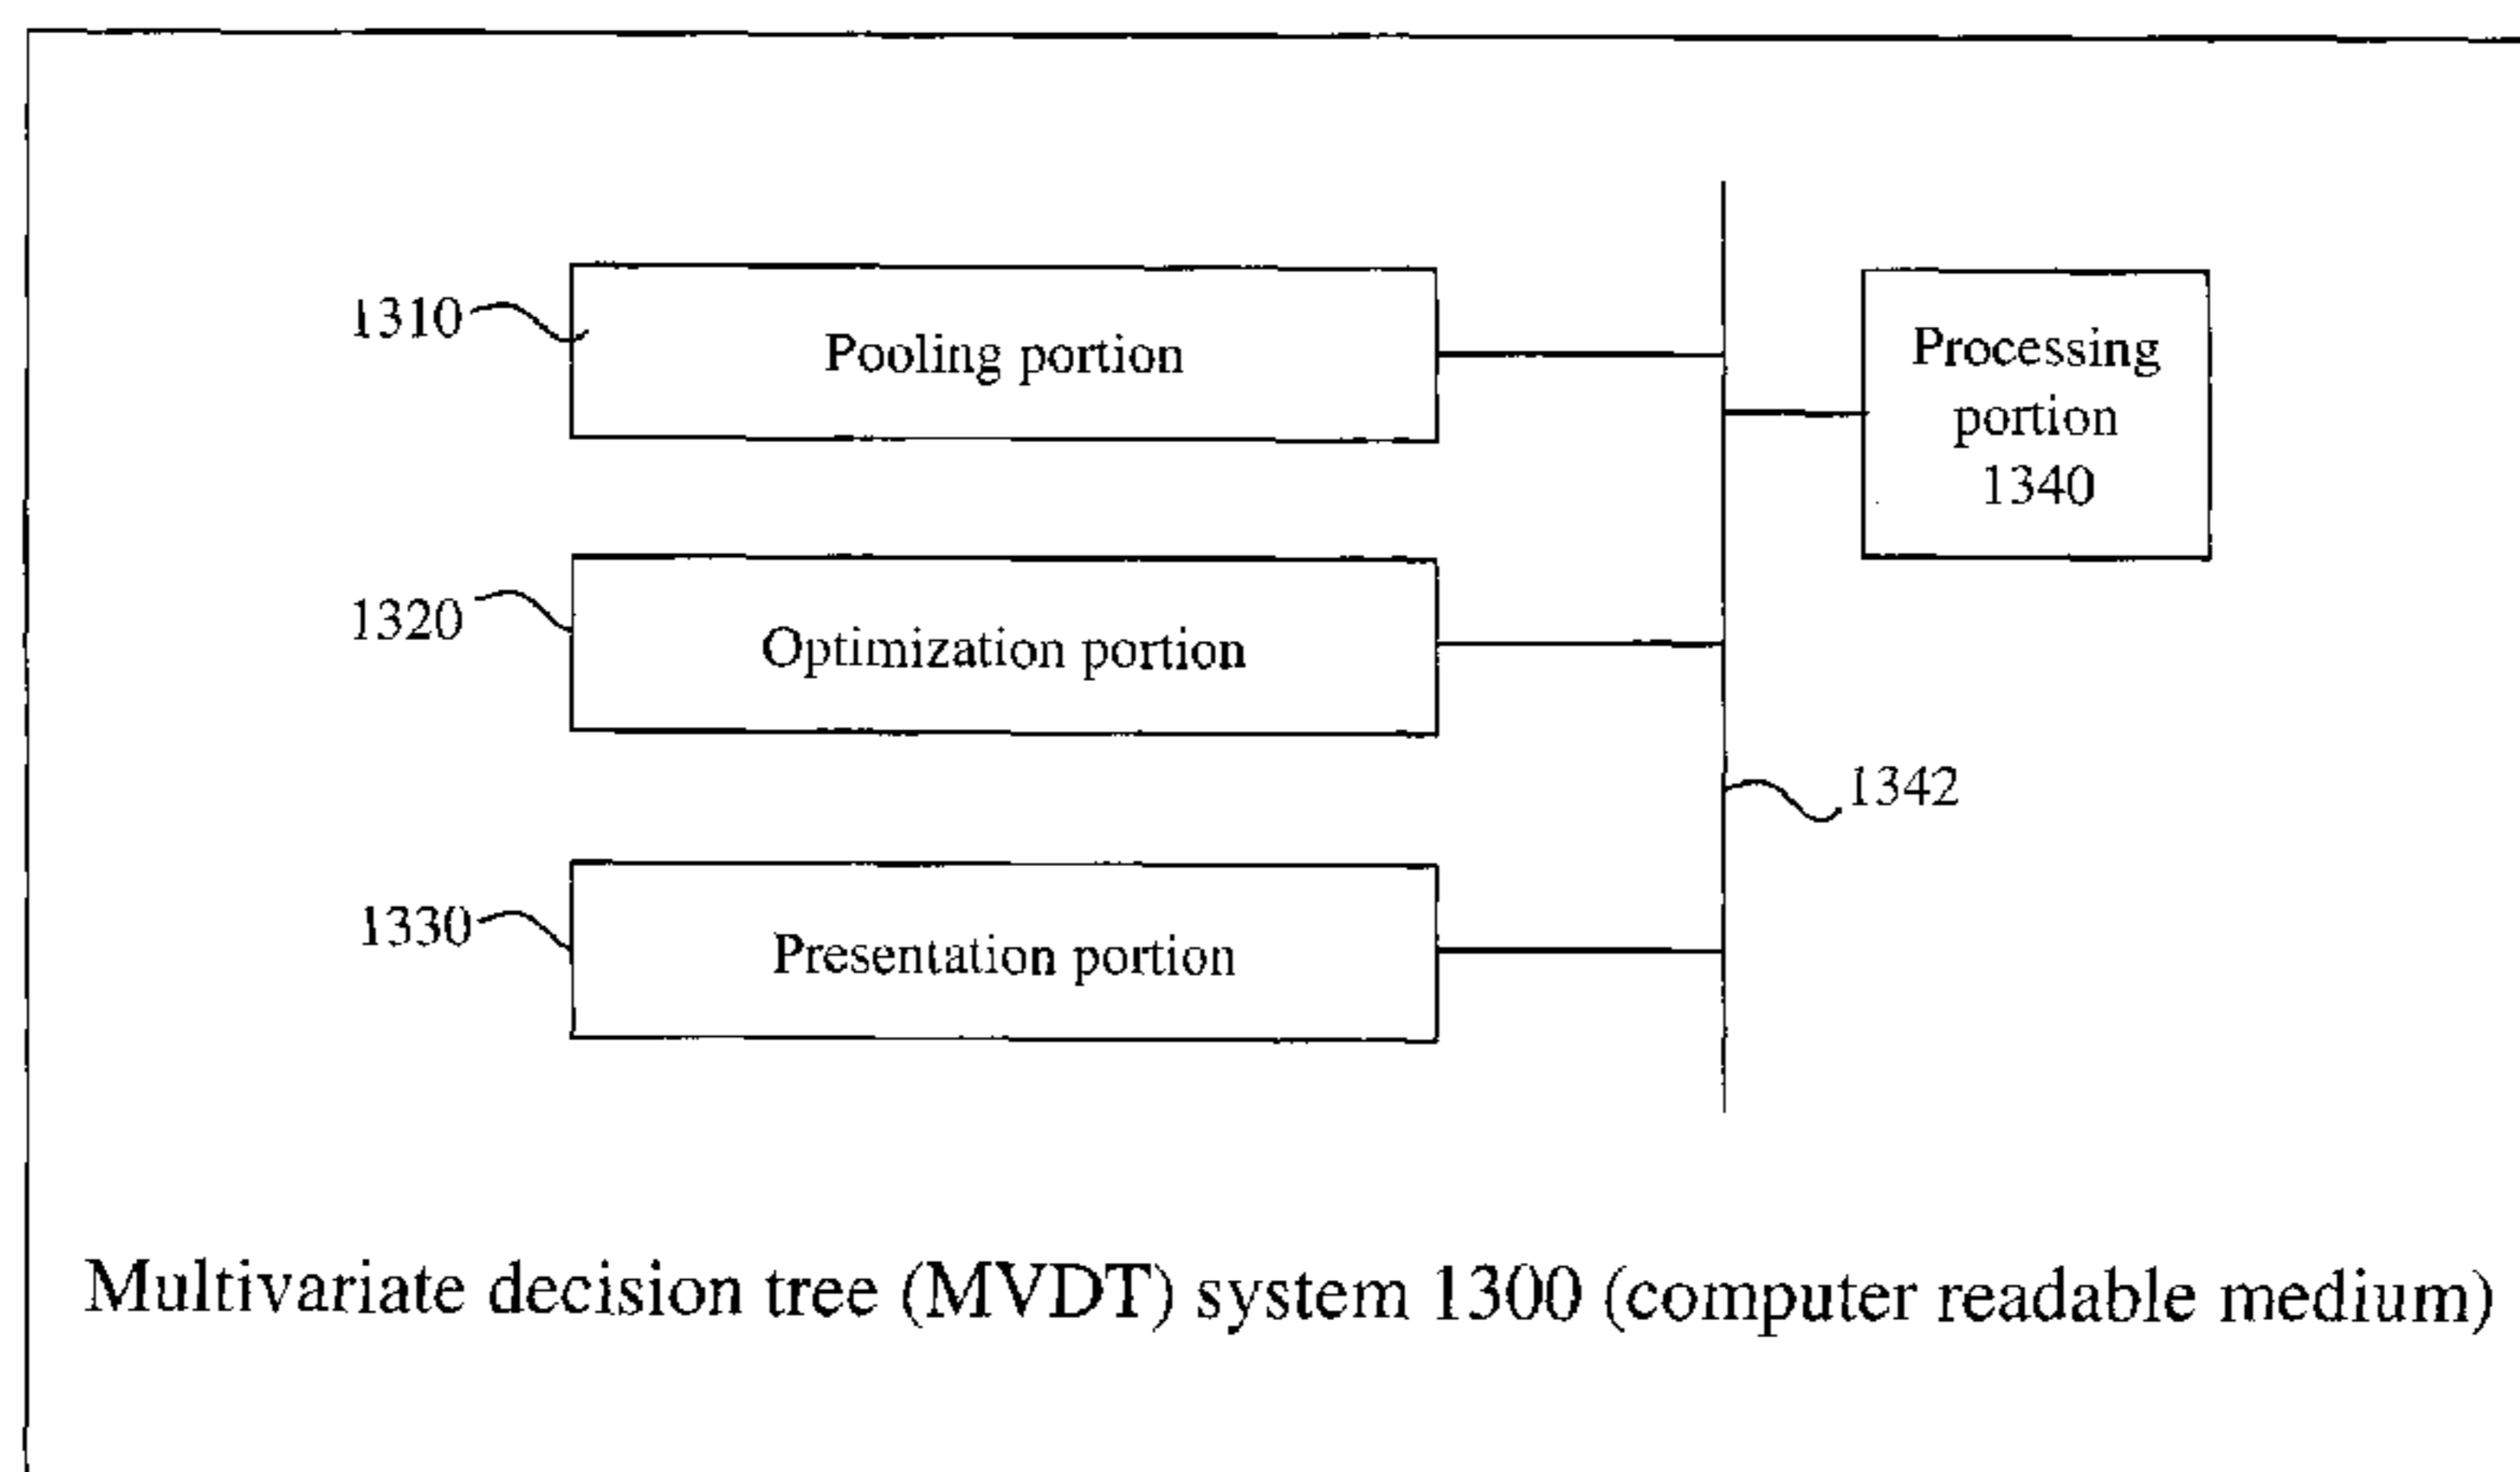 1310
Pooling portion
Processing
portion
1340
1320
Optimization portion
1342
1330
Presentation portion
Multivariate decision tree (MVDT) system 1300 (computer readable medium)